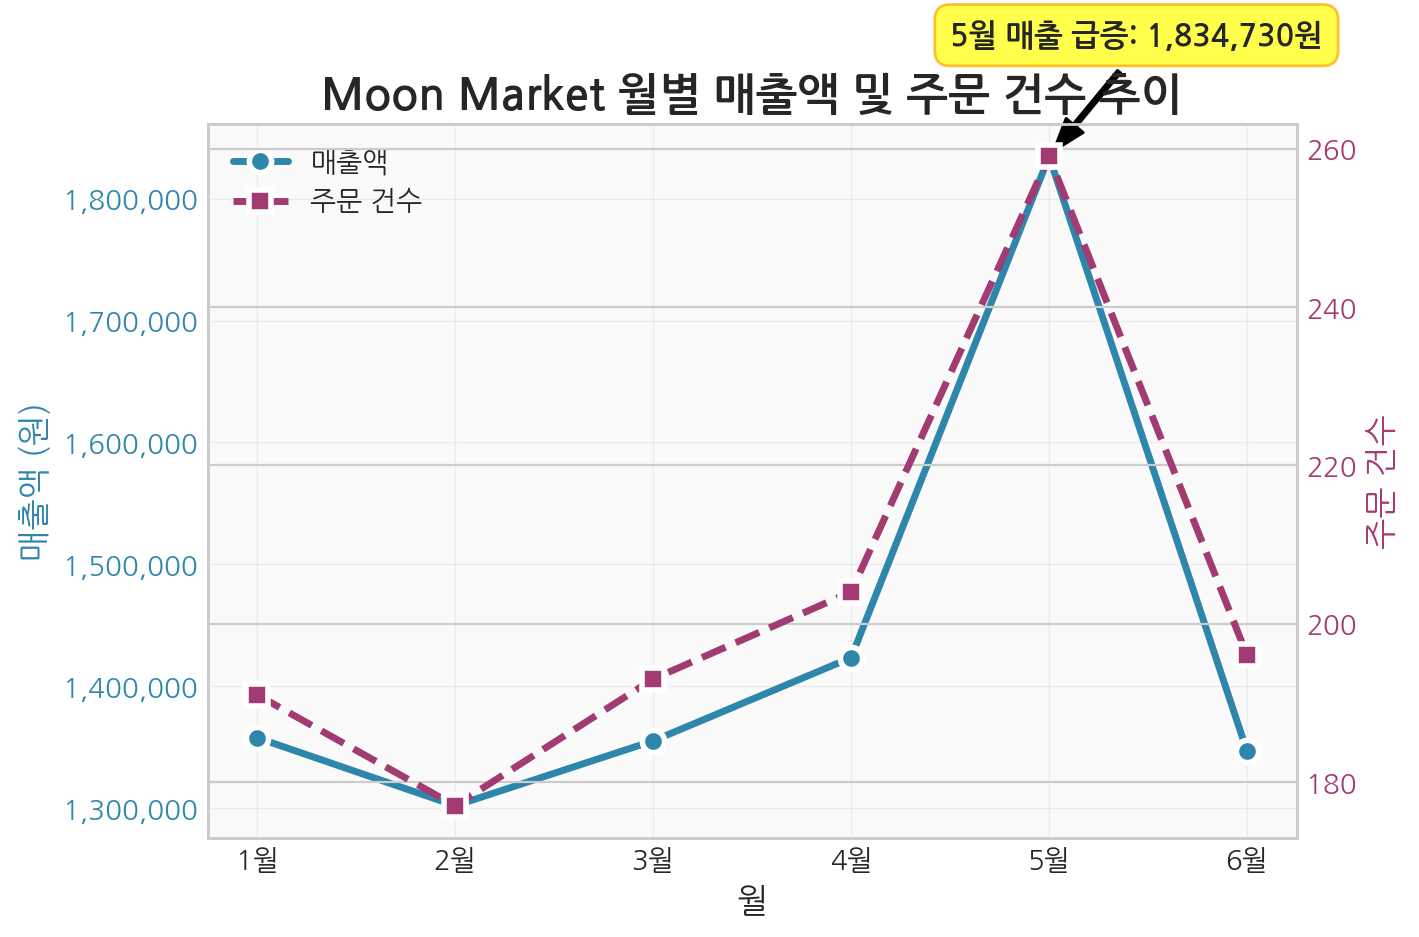 5월 매출 급증: 1,834,730원
Moon Market 월별 매출액 및 주문 건수 추이
매출액
주문 건수
매출액 (원)
1,800,000
1,700,000
1,600,000
1,500,000
1,400,000
1,300,000
260
240
220
200
180
주문 건수
1월 2월 3월 4월 5월 6월
월